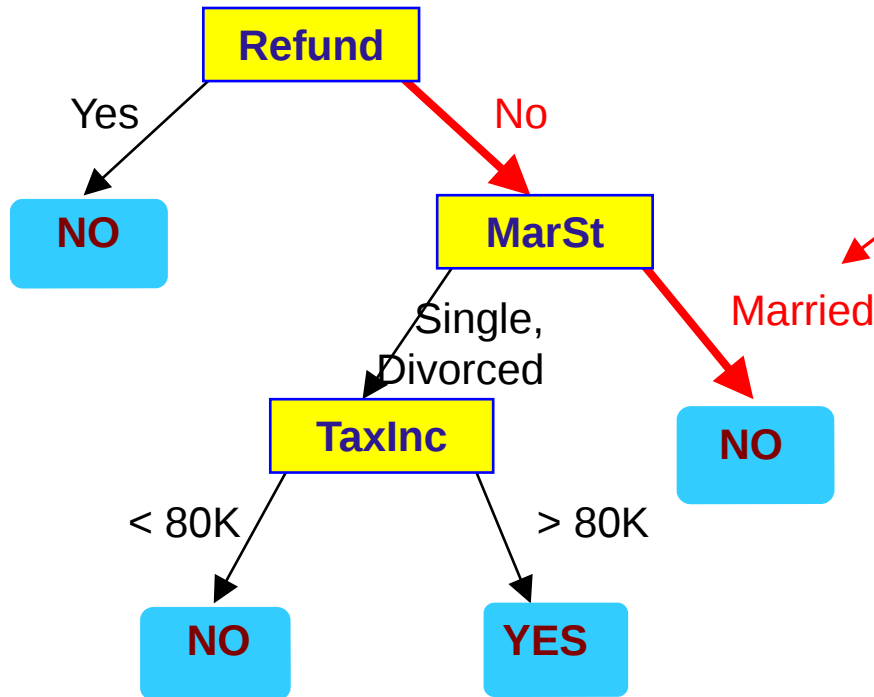 Refund
Yes
No
NO
MarSt
Single,
Divorced
Married
TaxInc
NO
< 80K
> 80K
NO
YES